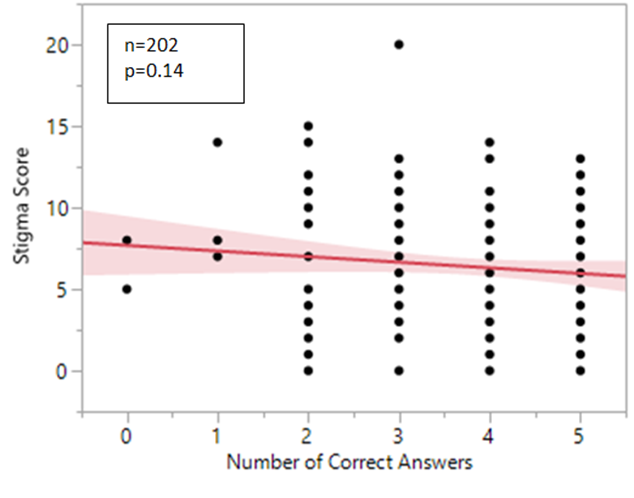 n=202
p=0.14
20
15
10
5
0
Stigma Score
0 1 2 3 4 5
Number of Correct Answers